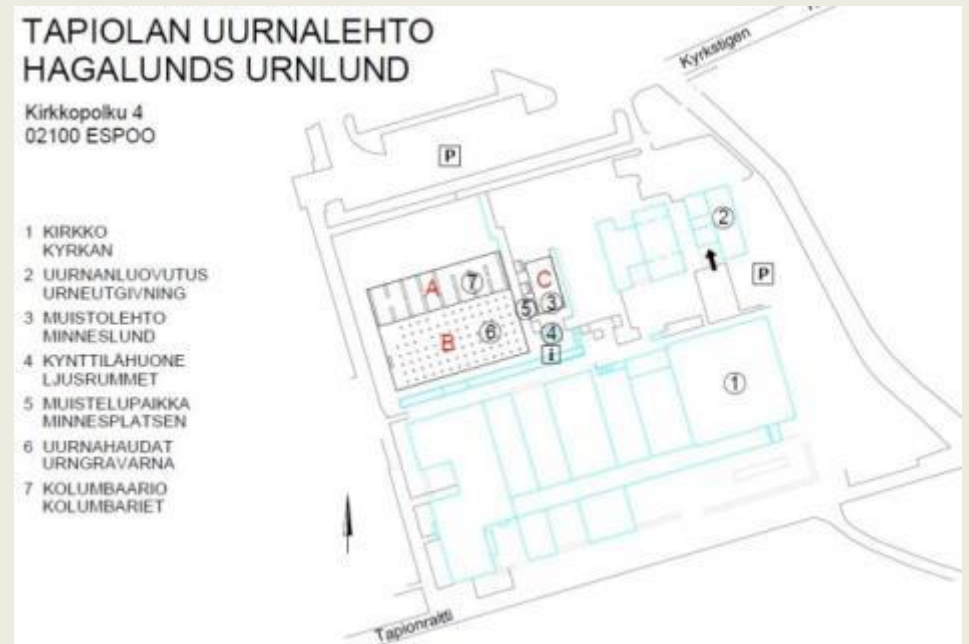 TAPIOLAN UURNALEHTO
HAGALUNDS URNLUND
Kirkkopolku 4
02100 ESPOO
1 KIRKKO
KYRKAN
2 UURNANLUOVUTUS
URNEUTGIVNING
3 MUISTOLEHTO
MINNESLUND
4 KYNTTILÄHUONE
LJUSRUMMET
5 MUISTELUPAIKKA
MINNESPLATSEN
6 UURNAHAUDAT
URNGRAVARNA
7 KOLUMBAARIO
KOLUMBARIET
Kyrkstigen
P
2
A
7
C
3
5
P
B
6
4
i
1
Tapionraitti